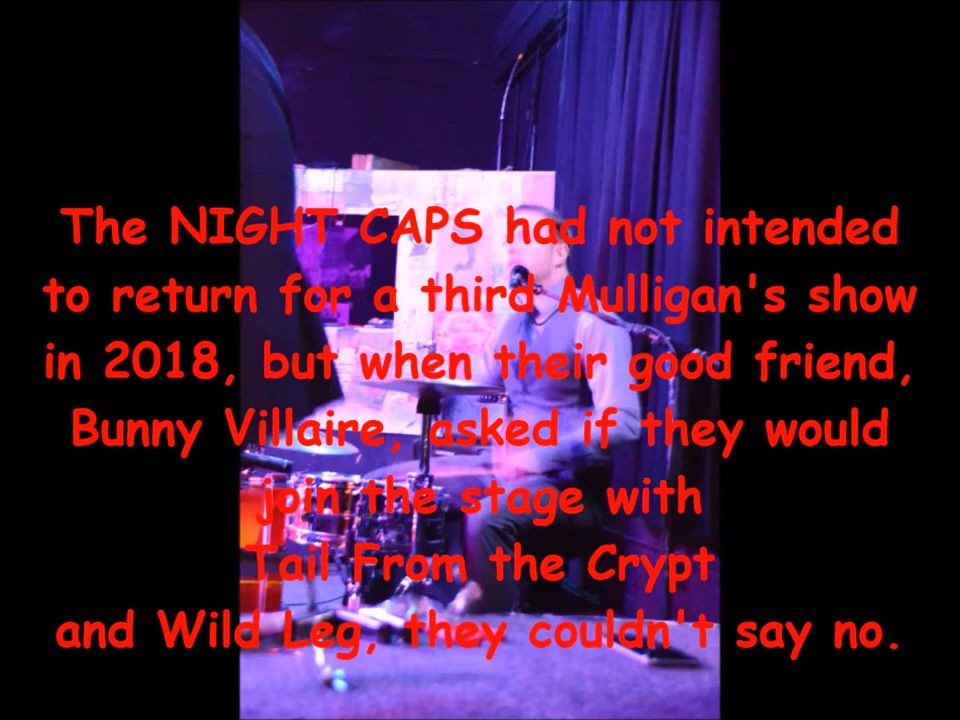 The NIGHT CAPS had not intended
to return for a third Mulligan's show
in 2018, but when their good friend,
Bunny Villaire, asked if they would
join the stage with
Tail From the Crypt
and Wild Leg, they couldn't say no.